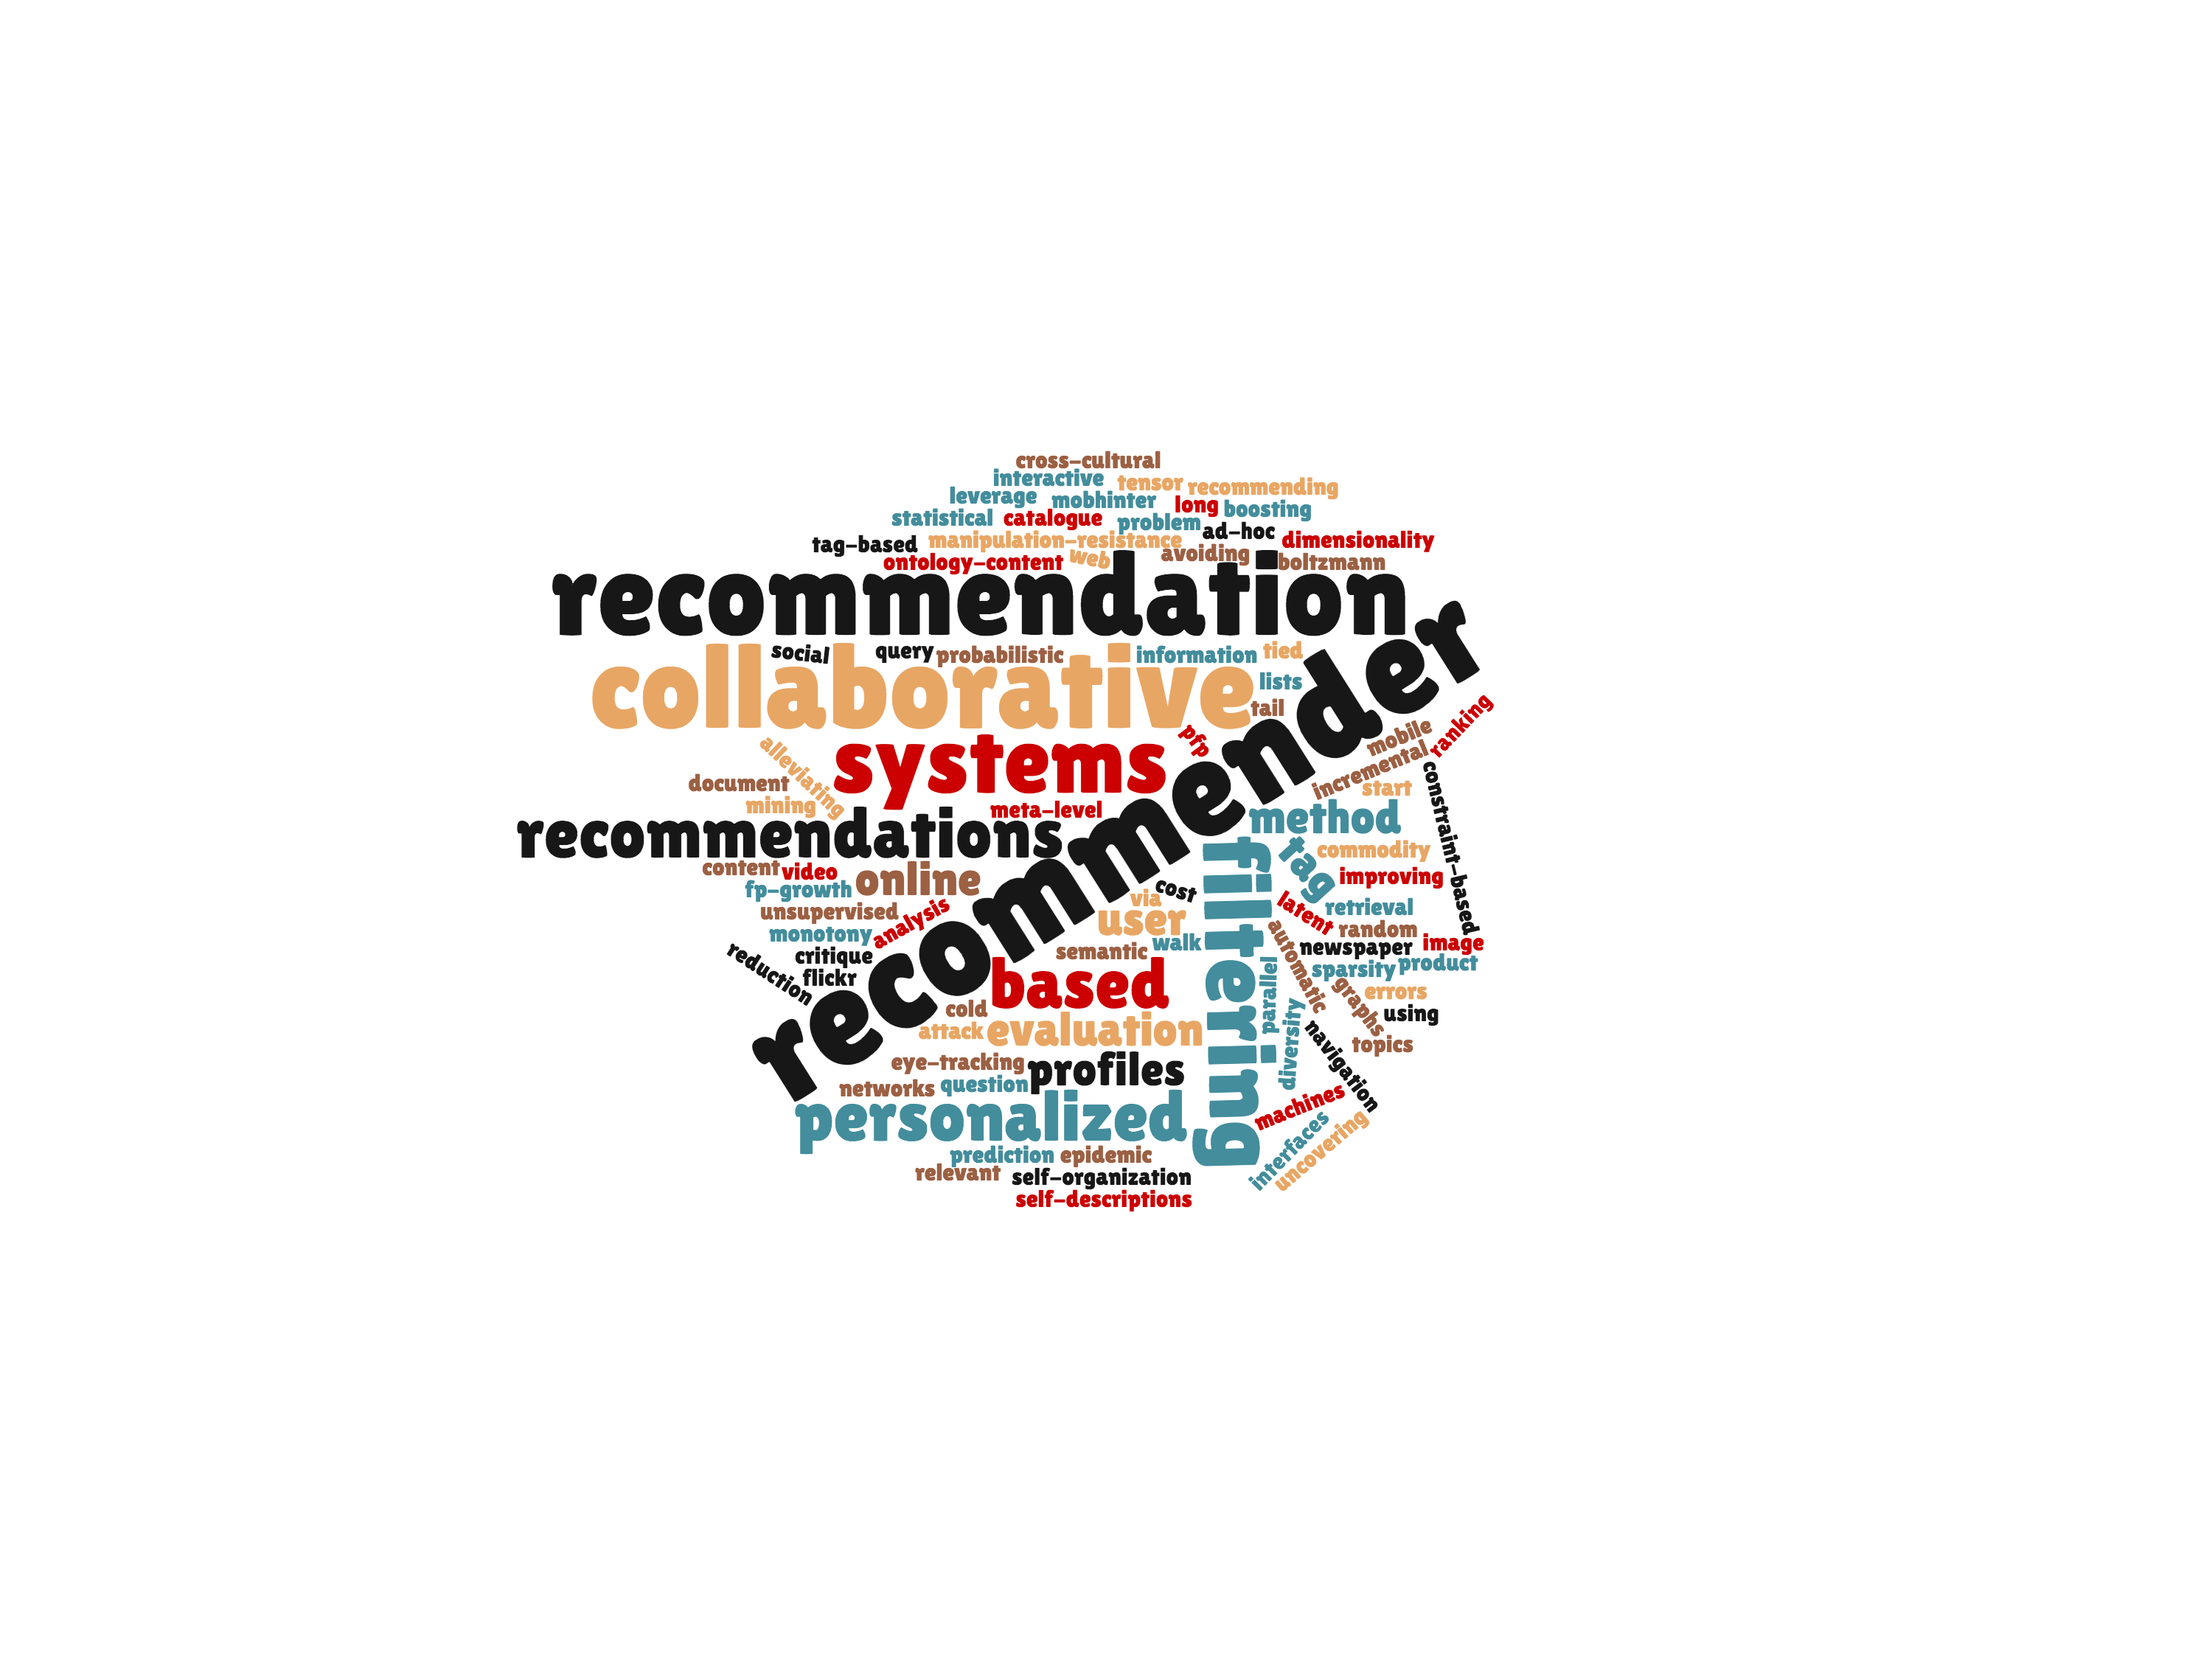 cross-cultural
interactive
tensor
recommending
leverage
mobhinter
long
boosting
statistical
catalogue
problem
ad-hoc
tag-based
manipulation-resistance
avoiding
dimensionality
ontology-content
web
boltzmann
recommendation
social
query
probabilistic
information
tied
collaborative
lists
tail
recommender
ranking
systems
pfp
mobile
alleviating
incremental
document
start
constraint-based
mining
meta-level
method
recommendations
tag
commodity
content
video
online
improving
fp-growth
cost
filtering
via
latent
retrieval
unsupervised
analysis
user
random
monotony
walk
automatic
newspaper
image
critique
semantic
reduction
flickr
based
parallel
sparsity
product
graphs
errors
cold
using
attack
evaluation
diversity
navigation
topics
eye-tracking
profiles
networks
question
personalized
machines
interfaces
uncovering
prediction
epidemic
relevant
self-organization
self-descriptions